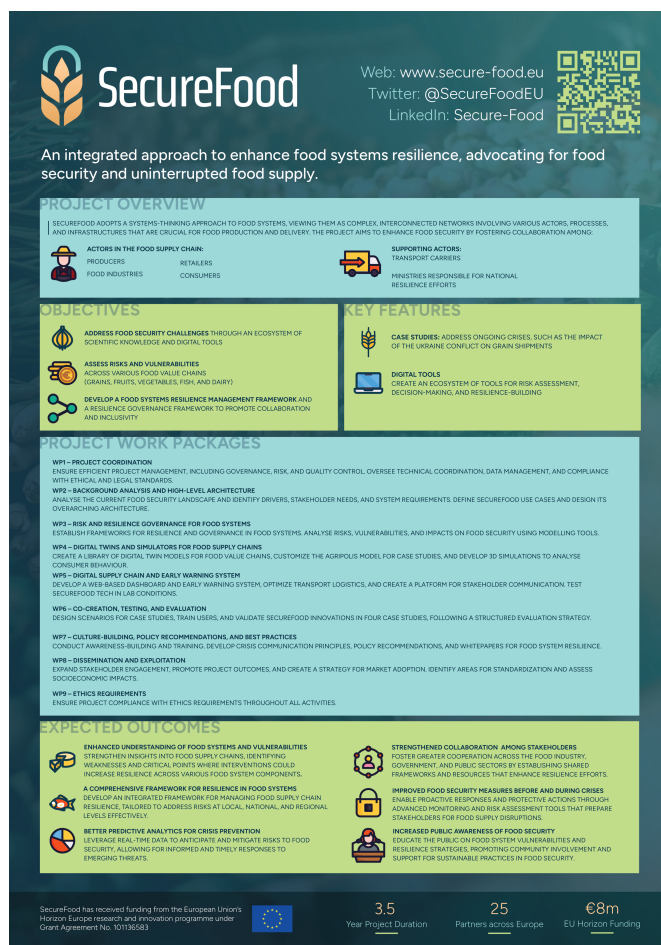 SecureFood
Web: www.secure-food.eu
Twitter: @SecureFoodEU
LinkedIn: Secure-Food
An integrated approach to enhance food systems resilience, advocating for food
security and uninterrupted food supply.
PROJECT OVERVIEW
SECUREFOOD ADOPTS A SYSTEMS-THINKING APPROACH TO FOOD SYSTEMS, VIEWING THEM AS COMPLEX, INTERCONNECTED NETWORKS INVOLVING VARIOUS ACTORS, PROCESSES,
AND INFRASTRUCTURES THAT ARE CRUCIAL FOR FOOD PRODUCTION AND DELIVERY. THE PROJECT AIMS TO ENHANCE FOOD SECURITY BY FOSTERING COLLABORATION AMONG:
ACTORS IN THE FOOD SUPPLY CHAIN:
PRODUCERS
RETAILERS
FOOD INDUSTRIES
CONSUMERS
SUPPORTING ACTORS:
TRANSPORT CARRIERS
MINISTRIES RESPONSIBLE FOR NATIONAL
RESILIENCE EFFORTS
OBJECTIVES
ADDRESS FOOD SECURITY CHALLENGES THROUGH AN ECOSYSTEM OF
SCIENTIFIC KNOWLEDGE AND DIGITAL TOOLS
ASSESS RISKS AND VULNERABILITIES
ACROSS VARIOUS FOOD VALUE CHAINS
(GRAINS, FRUITS, VEGETABLES, FISH, AND DAIRY)
DEVELOP A FOOD SYSTEMS RESILIENCE MANAGEMENT FRAMEWORK AND
A RESILIENCE GOVERNANCE FRAMEWORK TO PROMOTE COLLABORATION
AND INCLUSIVITY
KEY FEATURES
CASE STUDIES: ADDRESS ONGOING CRISES, SUCH AS THE IMPACT
OF THE UKRAINE CONFLICT ON GRAIN SHIPMENTS
DIGITAL TOOLS
CREATE AN ECOSYSTEM OF TOOLS FOR RISK ASSESSMENT,
DECISION-MAKING, AND RESILIENCE-BUILDING
PROJECT WORK PACKAGES
WP1 – PROJECT COORDINATION
ENSURE EFFICIENT PROJECT MANAGEMENT, INCLUDING GOVERNANCE, RISK, AND QUALITY CONTROL. OVERSEE TECHNICAL COORDINATION, DATA MANAGEMENT, AND COMPLIANCE
WITH ETHICAL AND LEGAL STANDARDS.
WP2 – BACKGROUND ANALYSIS AND HIGH-LEVEL ARCHITECTURE
ANALYSE THE CURRENT FOOD SECURITY LANDSCAPE AND IDENTIFY DRIVERS, STAKEHOLDER NEEDS, AND SYSTEM REQUIREMENTS. DEFINE SECUREFOOD USE CASES AND DESIGN ITS
OVERARCHING ARCHITECTURE.
WP3 – RISK AND RESILIENCE GOVERNANCE FOR FOOD SYSTEMS
ESTABLISH FRAMEWORKS FOR RESILIENCE AND GOVERNANCE IN FOOD SYSTEMS. ANALYSE RISKS, VULNERABILITIES, AND IMPACTS ON FOOD SECURITY USING MODELLING TOOLS.
WP4 – DIGITAL TWINS AND SIMULATORS FOR FOOD SUPPLY CHAINS
CREATE A LIBRARY OF DIGITAL TWIN MODELS FOR FOOD VALUE CHAINS, CUSTOMIZE THE AGRIPOLIS MODEL FOR CASE STUDIES, AND DEVELOP 3D SIMULATIONS TO ANALYSE
CONSUMER BEHAVIOUR.
WP5 – DIGITAL SUPPLY CHAIN AND EARLY WARNING SYSTEM
DEVELOP A WEB-BASED DASHBOARD AND EARLY WARNING SYSTEM, OPTIMIZE TRANSPORT LOGISTICS, AND CREATE A PLATFORM FOR STAKEHOLDER COMMUNICATION. TEST
SECUREFOOD TECH IN LAB CONDITIONS.
WP6 – CO-CREATION, TESTING, AND EVALUATION
DESIGN SCENARIOS FOR CASE STUDIES, TRAIN USERS, AND VALIDATE SECUREFOOD INNOVATIONS IN FOUR CASE STUDIES, FOLLOWING A STRUCTURED EVALUATION STRATEGY.
WP7 – CULTURE-BUILDING, POLICY RECOMMENDATIONS, AND BEST PRACTICES
CONDUCT AWARENESS-BUILDING AND TRAINING. DEVELOP CRISIS COMMUNICATION PRINCIPLES, POLICY RECOMMENDATIONS, AND WHITEPAPERS FOR FOOD SYSTEM RESILIENCE.
WP8 – DISSEMINATION AND EXPLOITATION
EXPAND STAKEHOLDER ENGAGEMENT, PROMOTE PROJECT OUTCOMES, AND CREATE A STRATEGY FOR MARKET ADOPTION. IDENTIFY AREAS FOR STANDARDIZATION AND ASSESS
SOCIOECONOMIC IMPACTS.
WP9 – ETHICS REQUIREMENTS
ENSURE PROJECT COMPLIANCE WITH ETHICS REQUIREMENTS THROUGHOUT ALL ACTIVITIES.
EXPECTED OUTCOMES
ENHANCED UNDERSTANDING OF FOOD SYSTEMS AND VULNERABILITIES
STRENGTHEN INSIGHTS INTO FOOD SUPPLY CHAINS, IDENTIFYING
WEAKNESSES AND CRITICAL POINTS WHERE INTERVENTIONS COULD
INCREASE RESILIENCE ACROSS VARIOUS FOOD SYSTEM COMPONENTS.
A COMPREHENSIVE FRAMEWORK FOR RESILIENCE IN FOOD SYSTEMS
DEVELOP AN INTEGRATED FRAMEWORK FOR MANAGING FOOD SUPPLY CHAIN
RESILIENCE, TAILORED TO ADDRESS RISKS AT LOCAL, NATIONAL, AND REGIONAL
LEVELS EFFECTIVELY.
BETTER PREDICTIVE ANALYTICS FOR CRISIS PREVENTION
LEVERAGE REAL-TIME DATA TO ANTICIPATE AND MITIGATE RISKS TO FOOD
SECURITY, ALLOWING FOR INFORMED AND TIMELY RESPONSES TO
EMERGING THREATS.
STRENGTHENED COLLABORATION AMONG STAKEHOLDERS
FOSTER GREATER COOPERATION ACROSS THE FOOD INDUSTRY,
GOVERNMENT, AND PUBLIC SECTORS BY ESTABLISHING SHARED
FRAMEWORKS AND RESOURCES THAT ENHANCE RESILIENCE EFFORTS.
IMPROVED FOOD SECURITY MEASURES BEFORE AND DURING CRISES
ENABLE PROACTIVE RESPONSES AND PROTECTIVE ACTIONS THROUGH
ADVANCED MONITORING AND RISK ASSESSMENT TOOLS THAT PREPARE
STAKEHOLDERS FOR FOOD SUPPLY DISRUPTIONS.
INCREASED PUBLIC AWARENESS OF FOOD SECURITY
EDUCATE THE PUBLIC ON FOOD SYSTEM VULNERABILITIES AND
RESILIENCE STRATEGIES, PROMOTING COMMUNITY INVOLVEMENT AND
SUPPORT FOR SUSTAINABLE PRACTICES IN FOOD SECURITY.
SecureFood has received funding from the European Union's
Horizon Europe research and innovation programme under
Grant Agreement No. 101136583
3.5
Year Project Duration
25
Partners across Europe
€8m
EU Horizon Funding